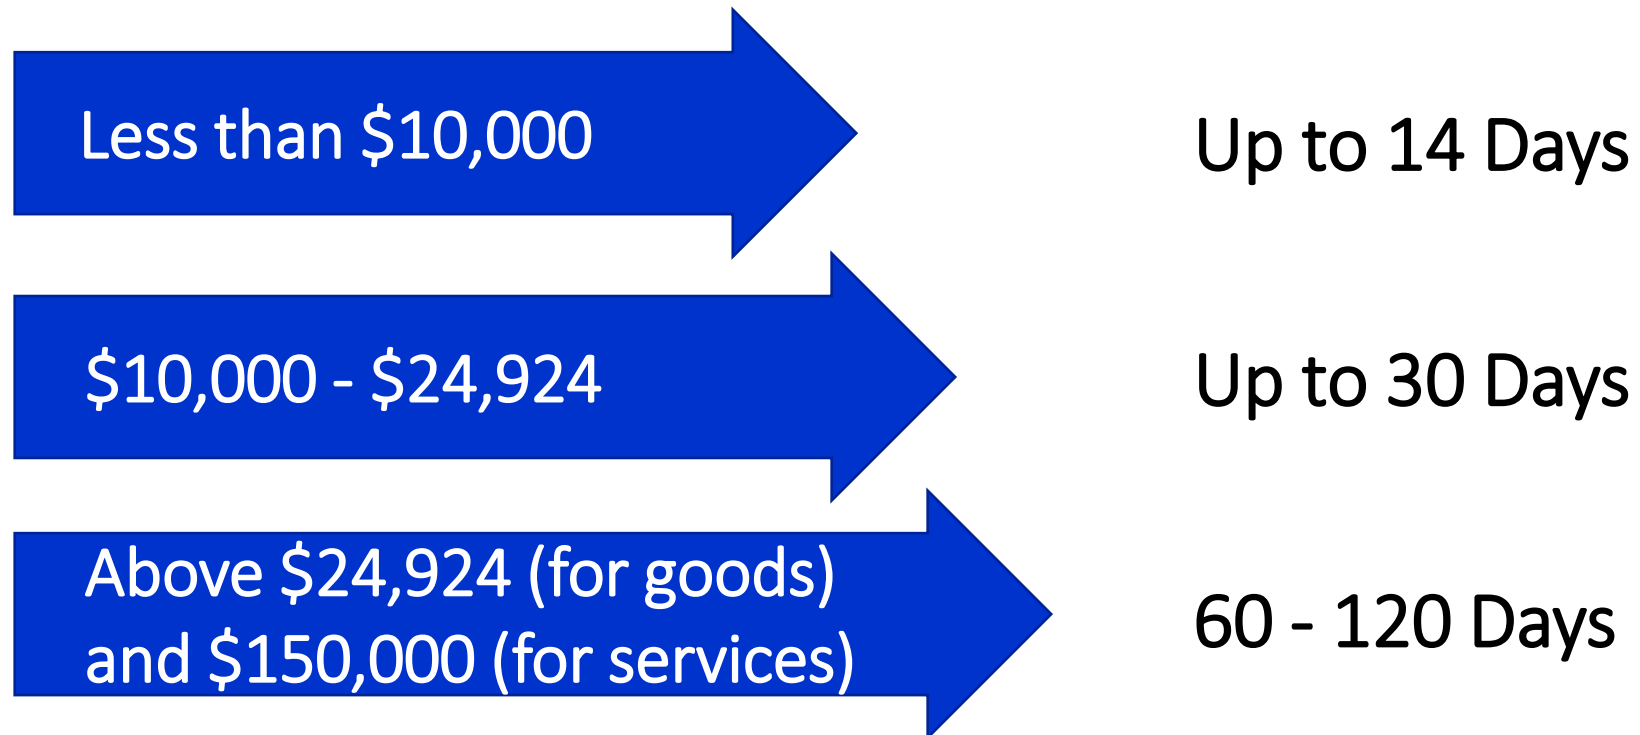 Less than $10,000
Up to 14 Days
$10,000 - $24,924
Up to 30 Days
Above $24,924 (for goods)
and $150,000 (for services)
60 - 120 Days